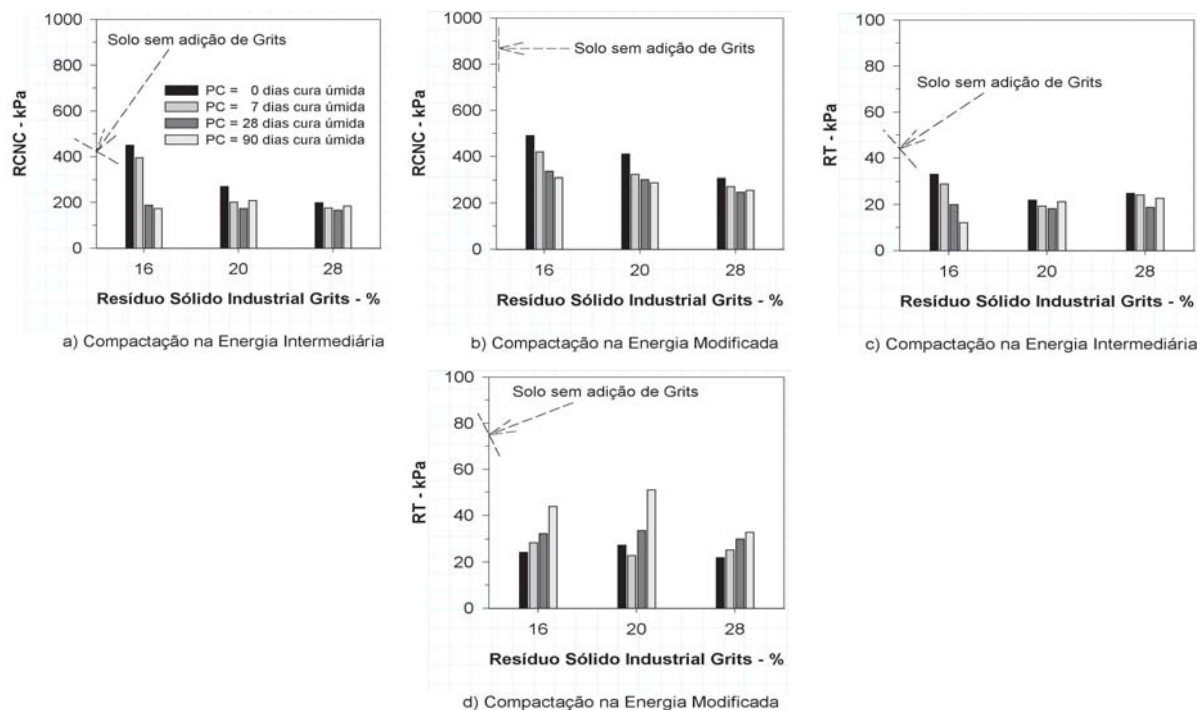 1000
800
600
400
200
0
RCNC - kPa
Solo sem adição de Grits
PC = 0 dias cura úmida
PC = 7 dias cura úmida
PC = 28 dias cura úmida
PC = 90 dias cura úmida
16 20 28
Resíduo Sólido Industrial Grits - %
a) Compactação na Energia Intermediária
1000
800
600
400
200
0
RCNC - kPa
Solo sem adição de Grits
16 20 28
Resíduo Sólido Industrial Grits - %
b) Compactação na Energia Modificada
100
80
60
40
20
0
RT - kPa
Solo sem adição de Grits
16 20 28
Resíduo Sólido Industrial Grits - %
c) Compactação na Energia Intermediária
100
80
60
40
20
0
RT - kPa
Solo sem adição de Grits
16 20 28
Resíduo Sólido Industrial Grits - %
d) Compactação na Energia Modificada